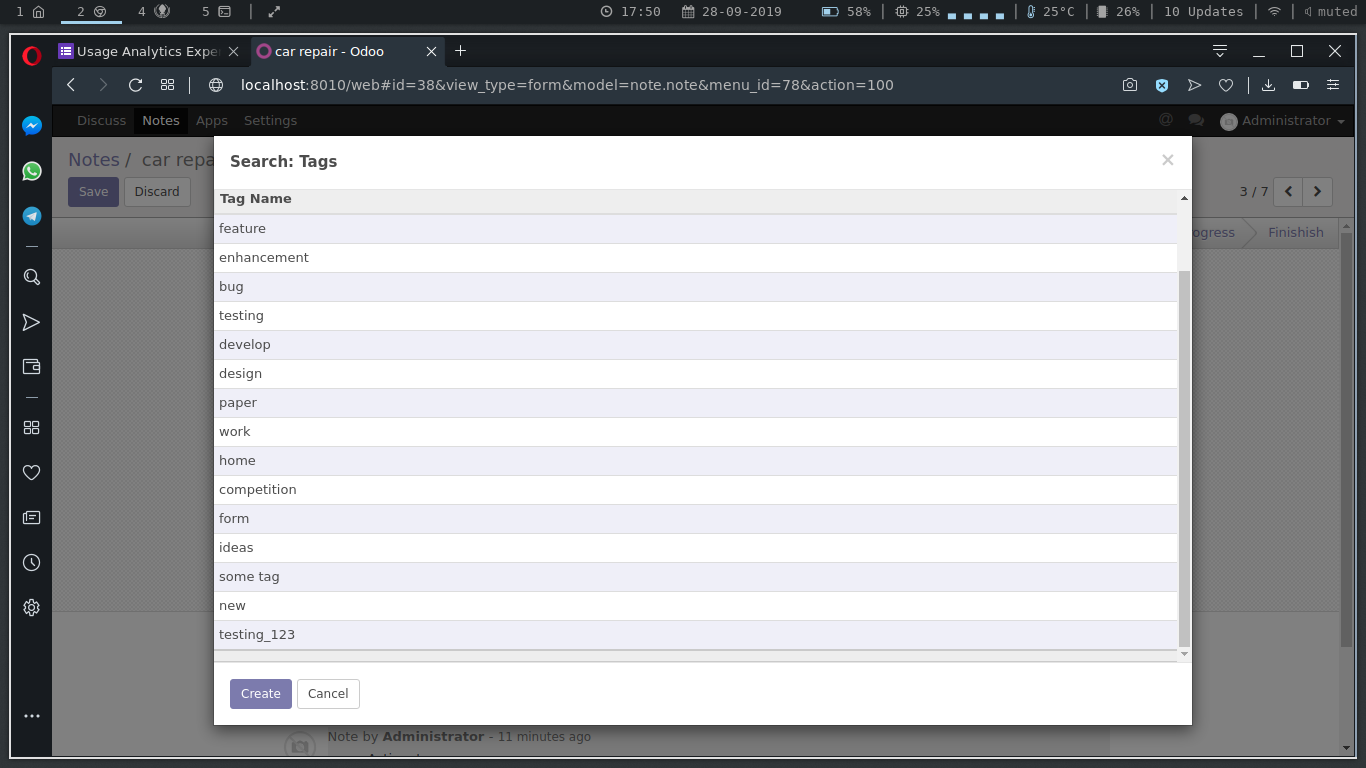 1 2 4 5 17:50 28-09-2019 58% 25% 25°C 26% 10 Updates muted
Usage Analytics Expe car repair - Odoo
localhost:8010/web#id=38&view_type=form&model=note.note&menu_id=78&action=100
Discuss Notes Apps Settings Administrator
Notes / car repa
Save Discard 3 / 7
ogress Finishish
Search: Tags
Tag Name
feature
enhancement
bug
testing
develop
design
paper
work
home
competition
form
ideas
some tag
new
testing_123
Create Cancel
Note by Administrator - 11 minutes ago